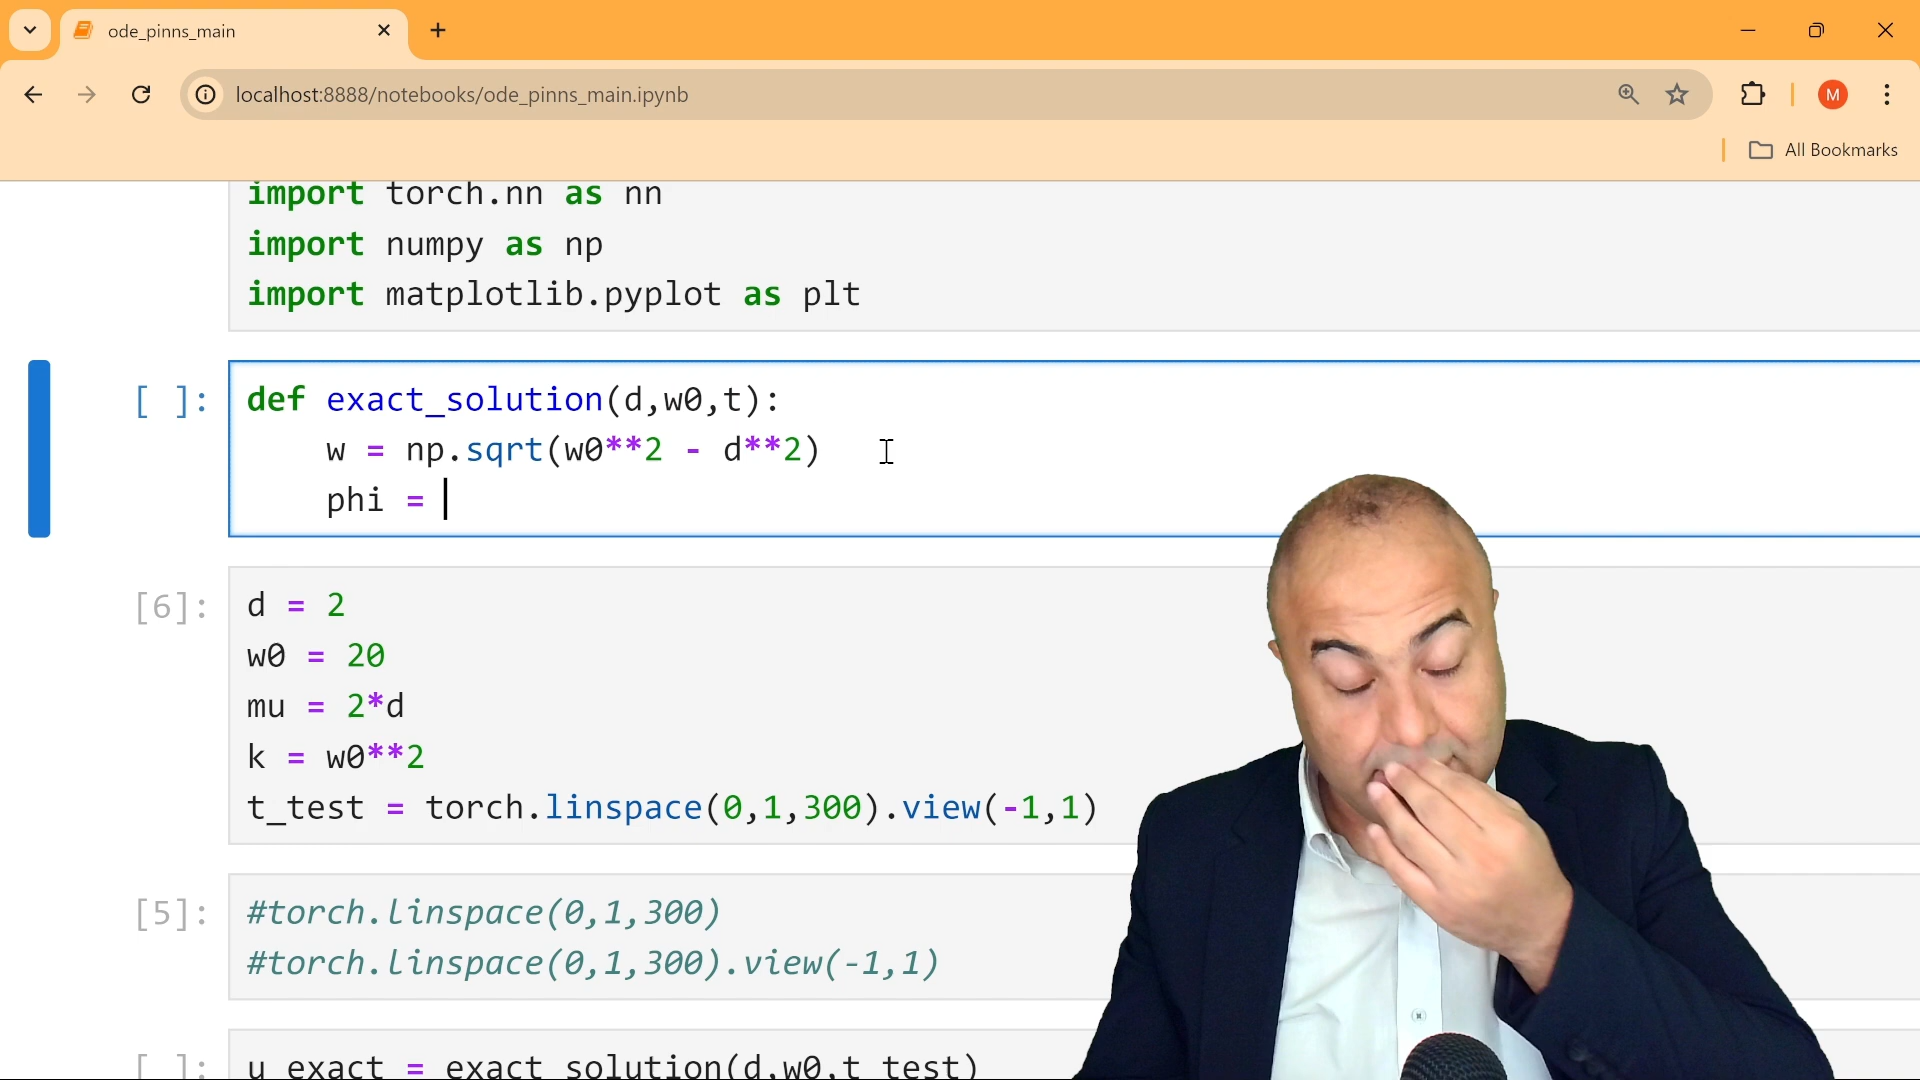 ode_pinns_main
localhost:8888/notebooks/ode_pinns_main.ipynb
M
All Bookmarks
import torch.nn as nn
import numpy as np
import matplotlib.pyplot as plt
[ ]:
def exact_solution(d,w0,t):
    w = np.sqrt(w0**2 - d**2)
    phi =
[6]:
d = 2
w0 = 20
mu = 2*d
k = w0**2
t_test = torch.linspace(0,1,300).view(-1,1)
[5]:
#torch.linspace(0,1,300)
#torch.linspace(0,1,300).view(-1,1)
[ ]:
u_exact = exact_solution(d,w0,t_test)